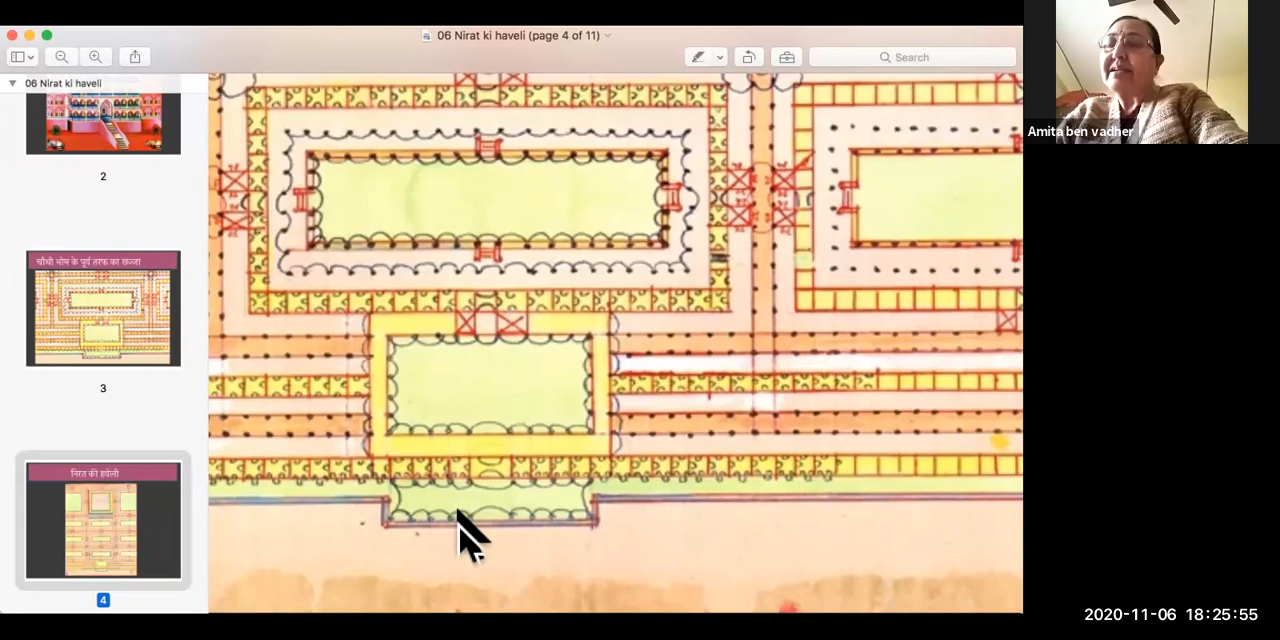 06 Nirat ki haveli (page 4 of 11)
Search
06 Nirat ki haveli
2
चौथी भोम के पूर्व तरफ का छज्जा
3
निरत की हवेली
4
Amita ben vadher
2020-11-06 18:25:55